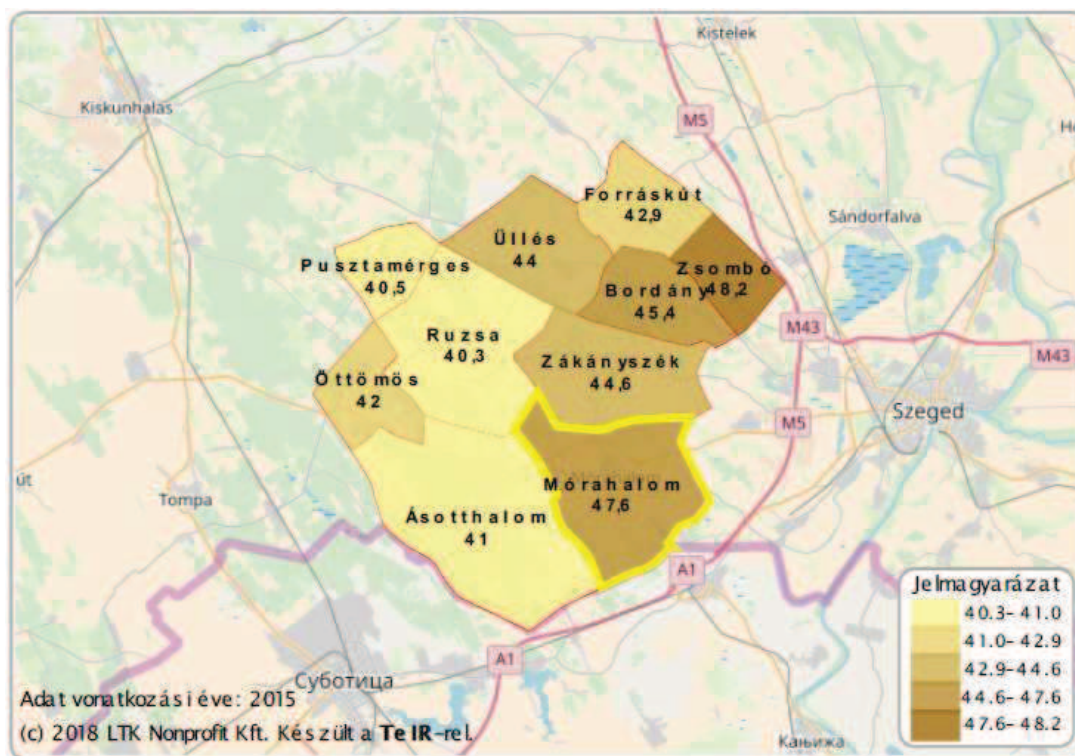 Kistelek
Kiskunhalas
M5
Forráskút
42,9
Sándorfalva
Üllés
44
Pusztamérges
40,5
Zsombó
48,2
Bordány
45,4
Ruzsa
40,3
M43
M43
Zákányszék
44,6
Öttömös
42
Szeged
M5
út
Mórahalom
47,6
Tompa
Ásotthalom
41
A1
Jelmagyarázat
40.3-41.0
41.0-42.9
42.9-44.6
44.6-47.6
47.6-48.2
A1
Суботица
Adat vonatkozási éve: 2015
(c) 2018 LTK Nonprofit Kft. Készült a TeIR-rel.
Кањижа